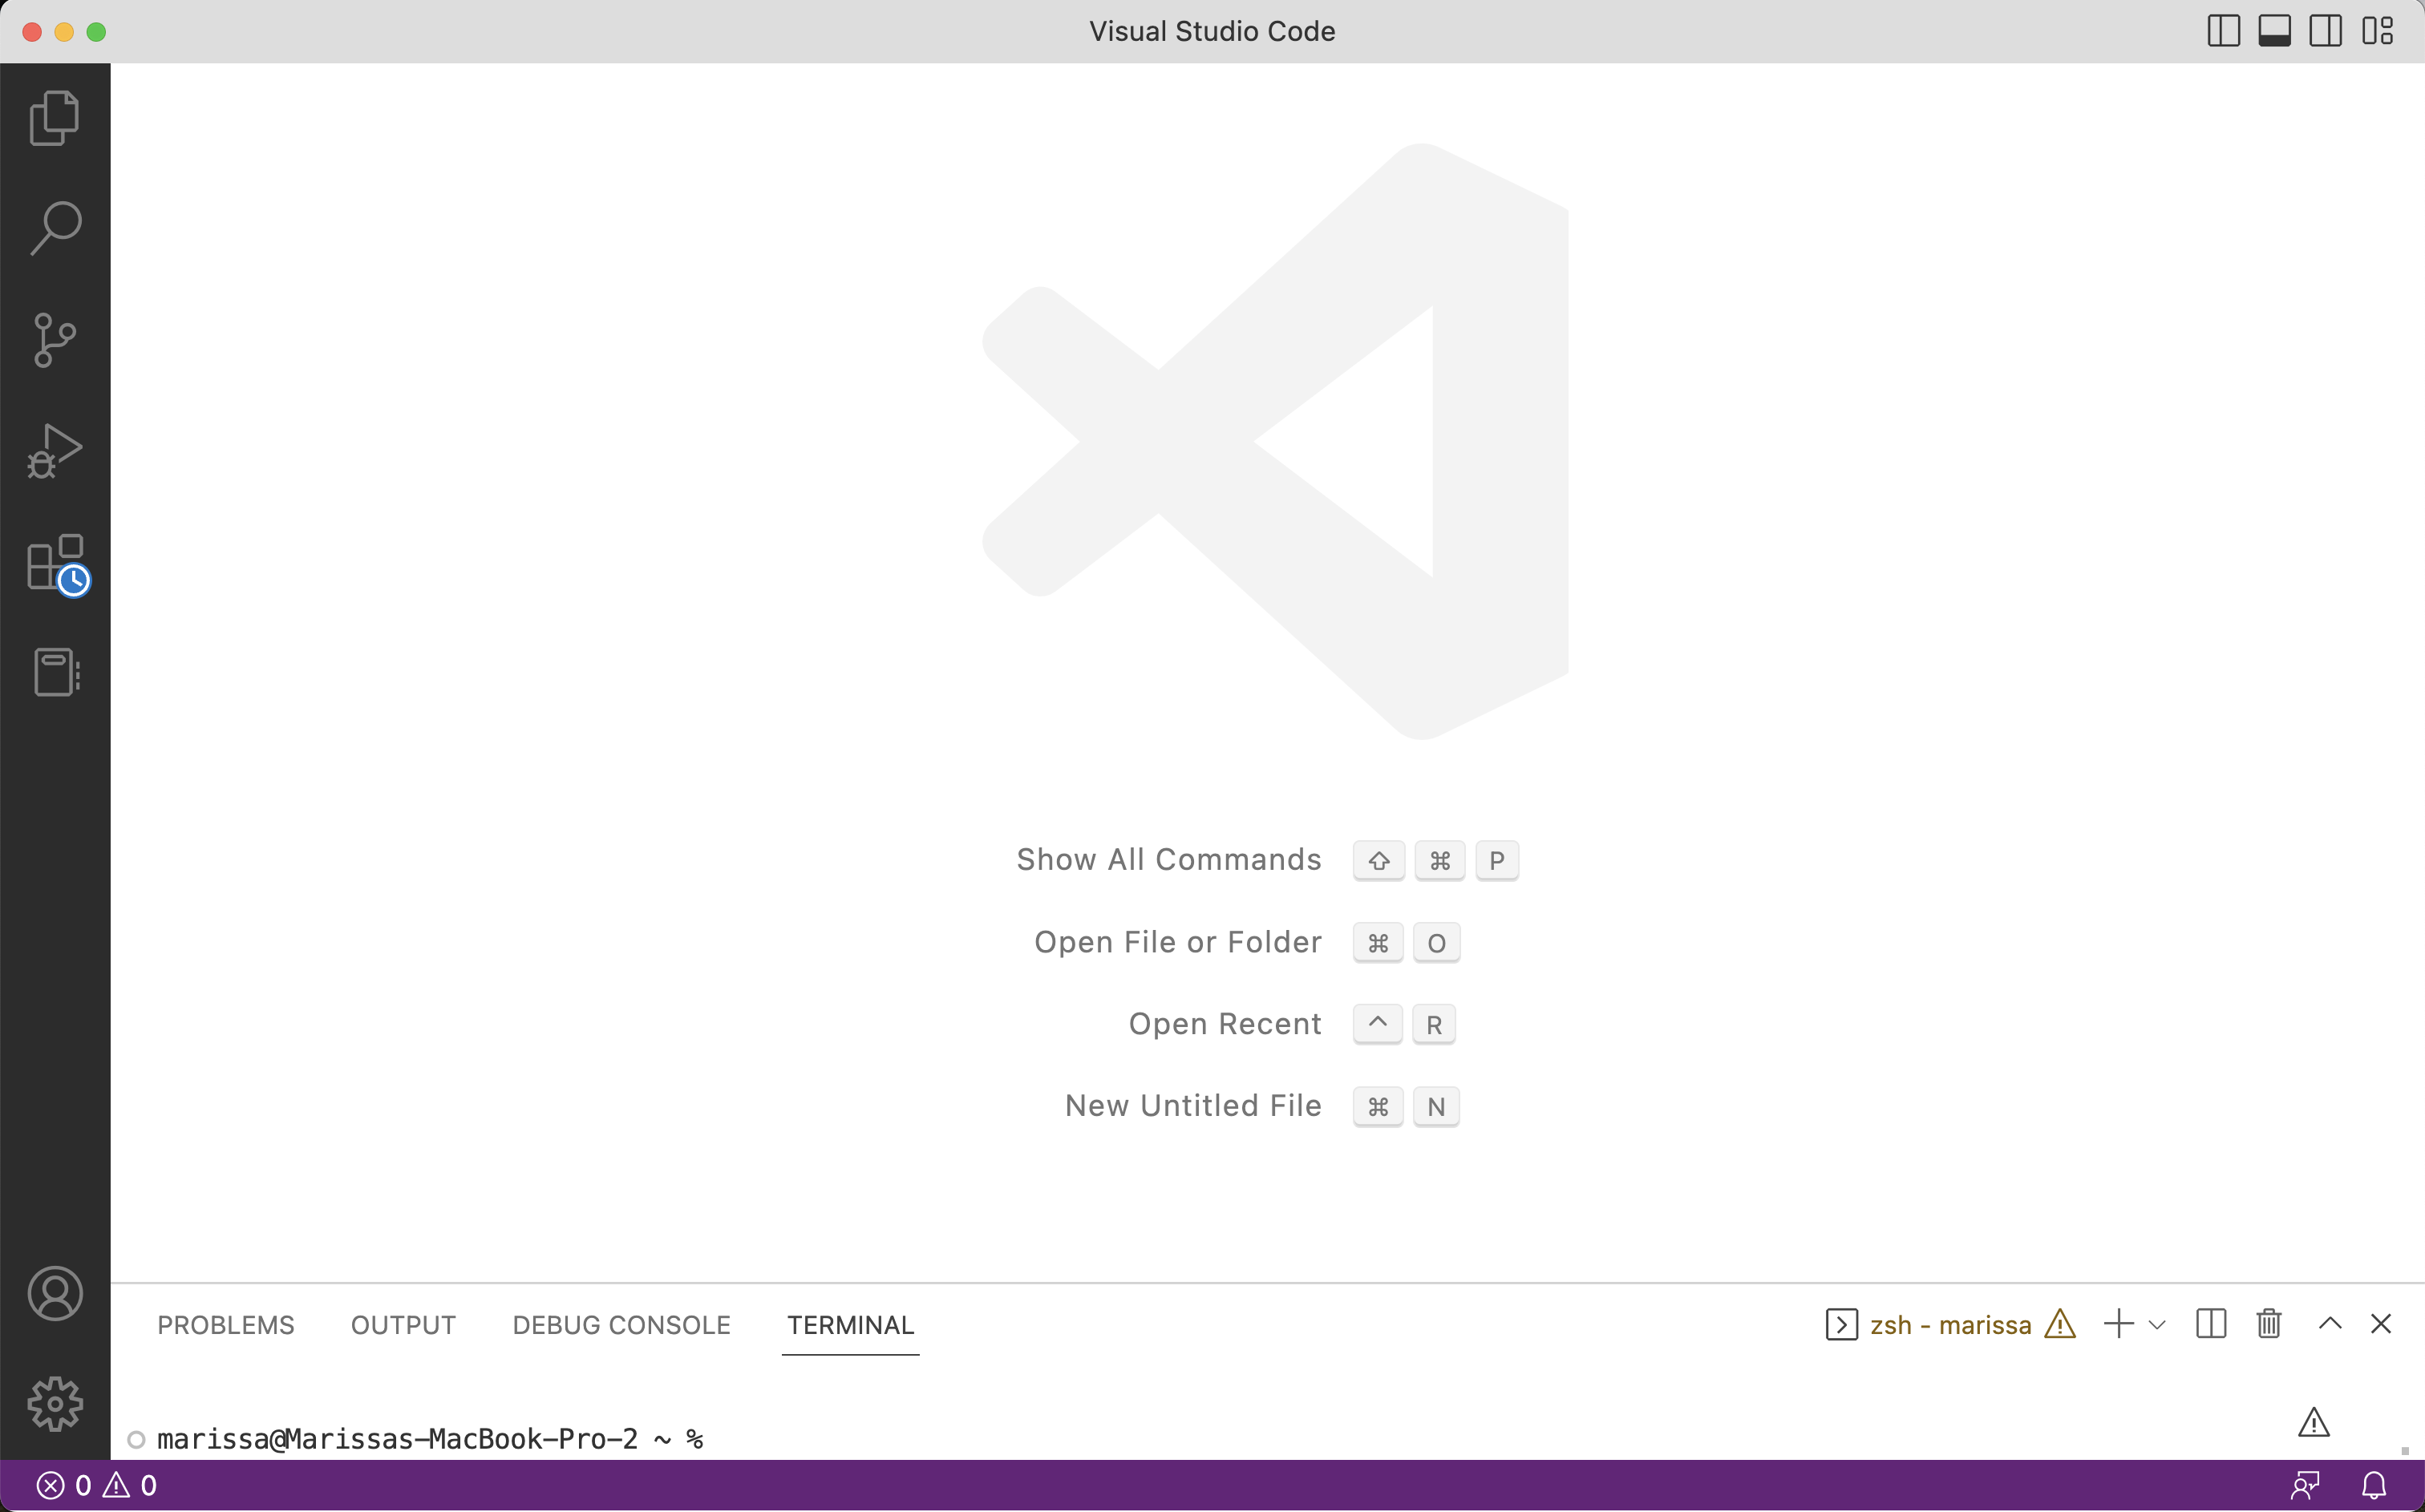 Visual Studio Code
Show All Commands ⇧ ⌘ P
Open File or Folder ⌘ O
Open Recent ^ R
New Untitled File ⌘ N
PROBLEMS OUTPUT DEBUG CONSOLE TERMINAL zsh - marissa
marissa@Marissas-MacBook-Pro-2 ~ %
0 0